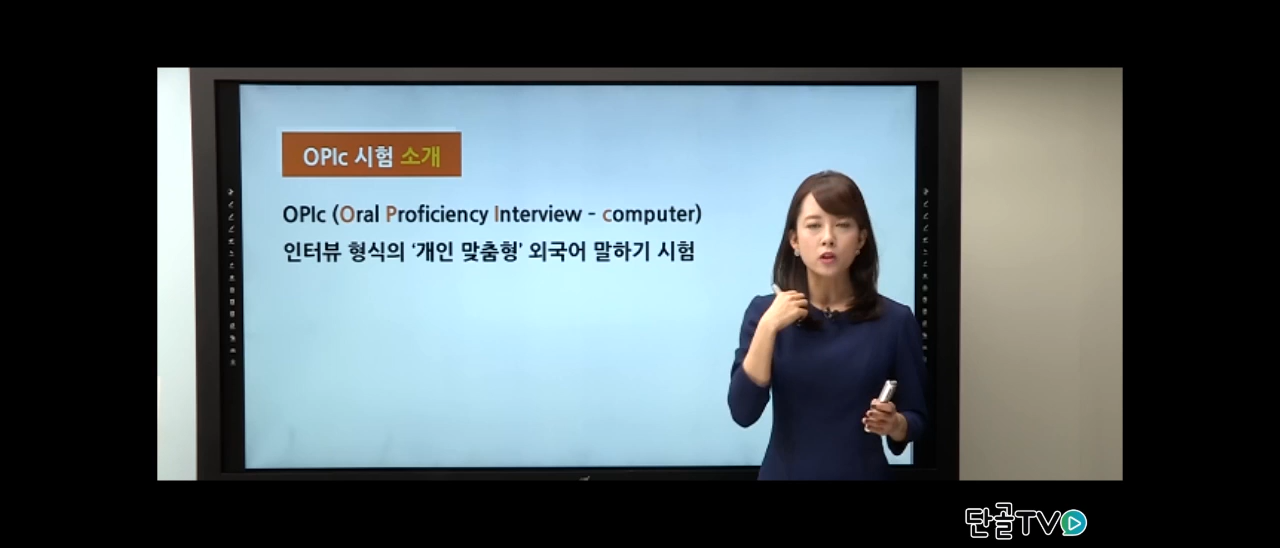 OPIc 시험 소개
OPIc (Oral Proficiency Interview - computer)
인터뷰 형식의 ‘개인 맞춤형’ 외국어 말하기 시험
단골TV